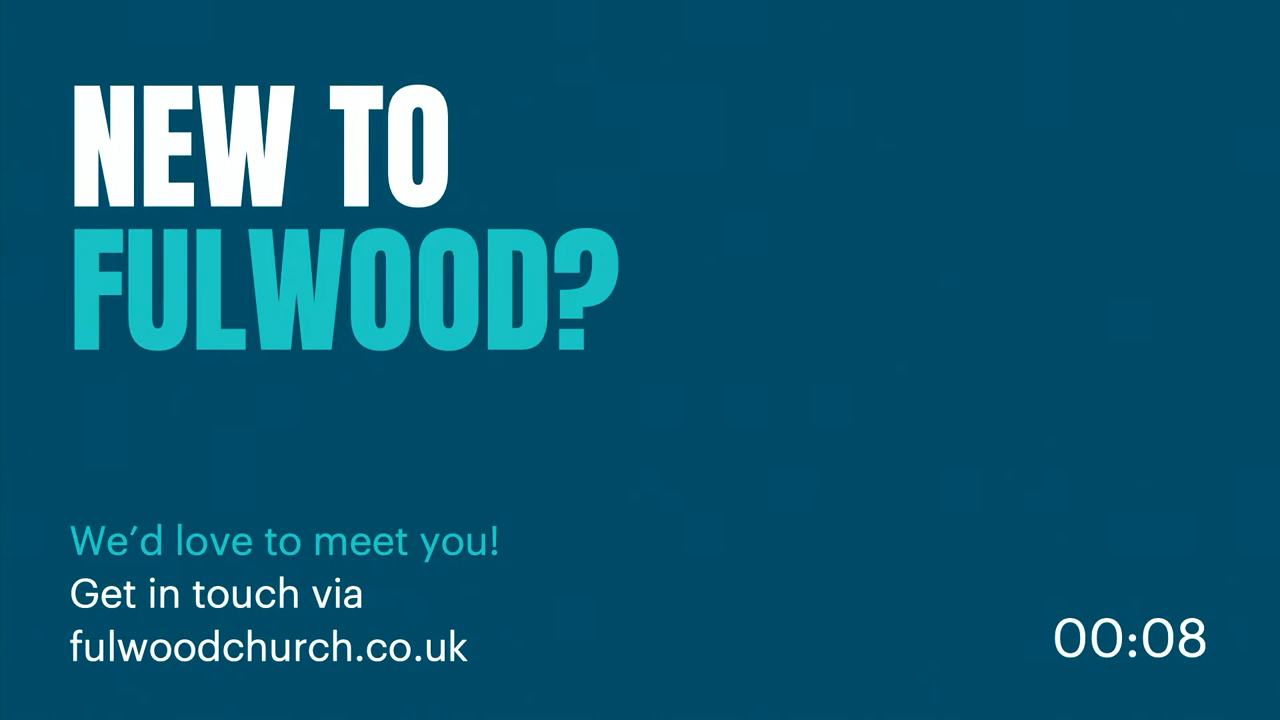 NEW TO
FULWOOD?
We’d love to meet you!
Get in touch via
fulwoodchurch.co.uk
00:08